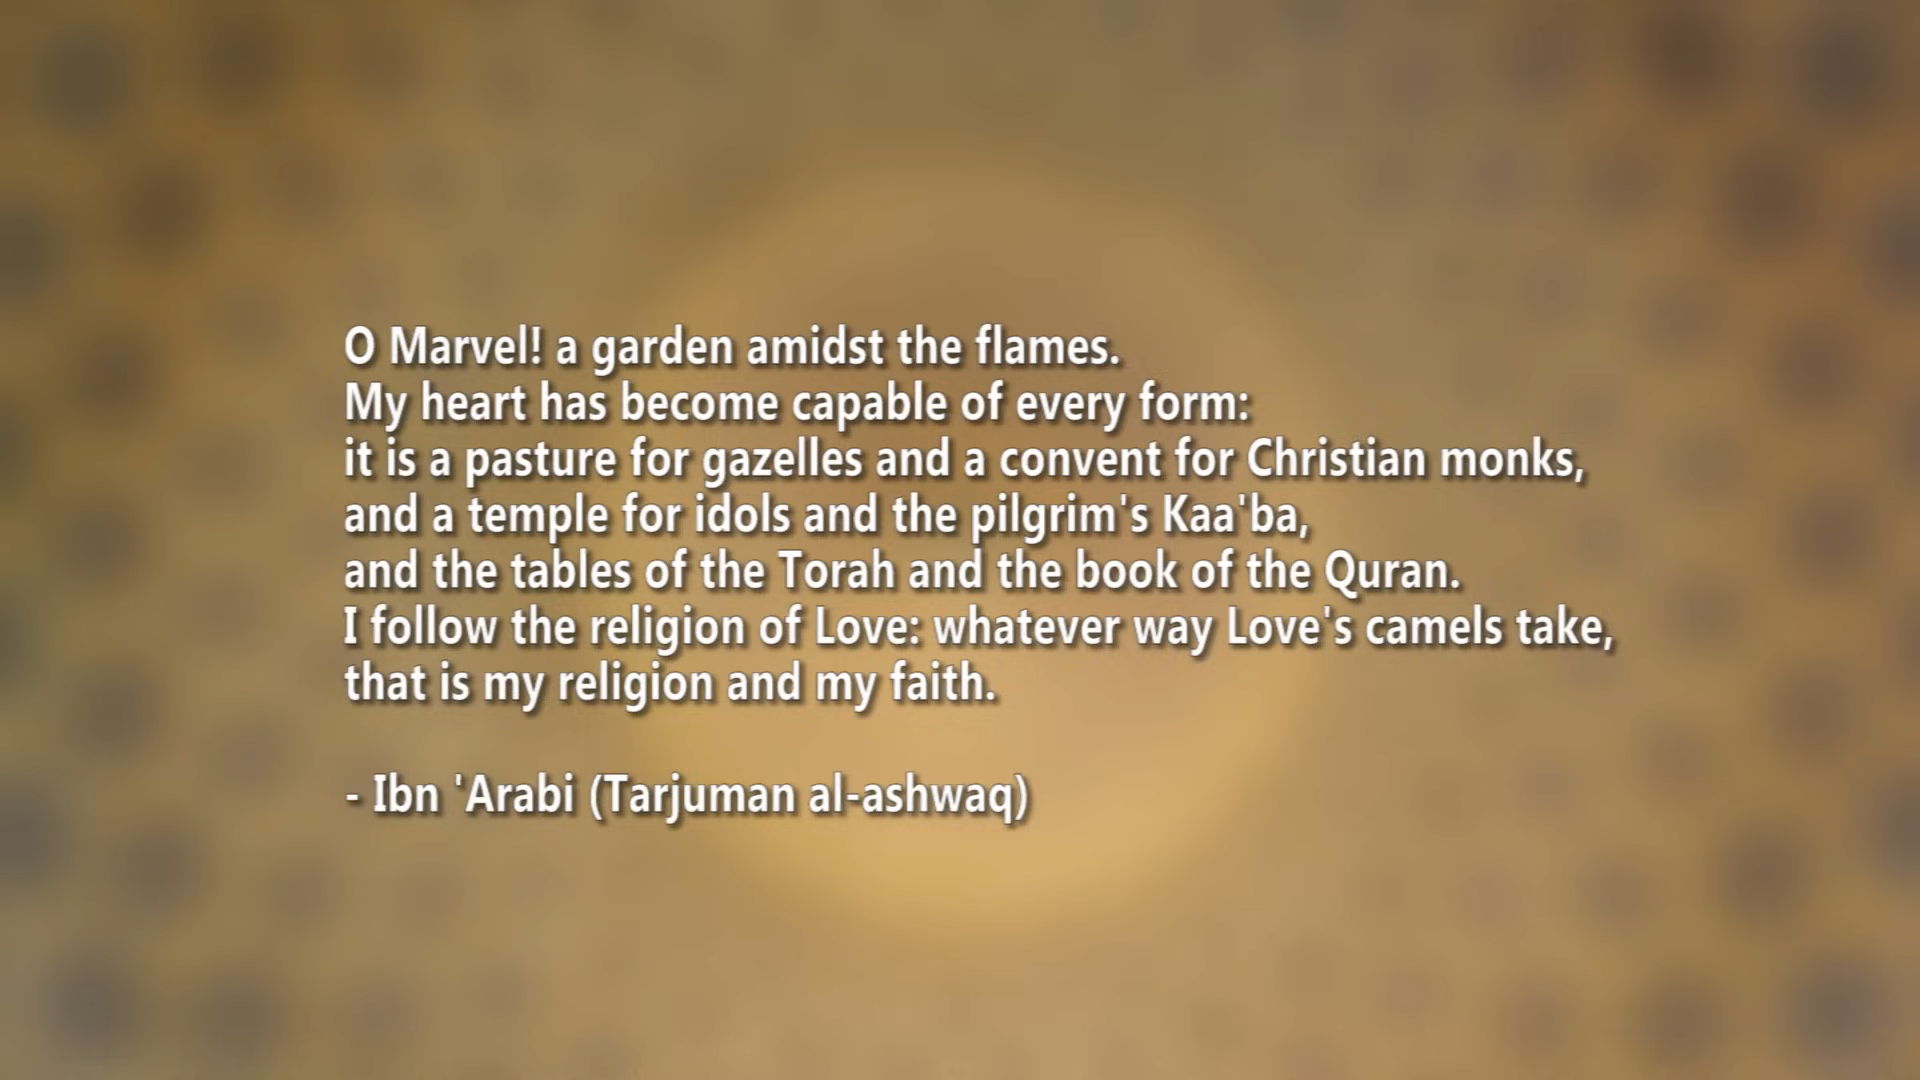 O Marvel! a garden amidst the flames.
My heart has become capable of every form:
it is a pasture for gazelles and a convent for Christian monks,
and a temple for idols and the pilgrim's Kaa'ba,
and the tables of the Torah and the book of the Quran.
I follow the religion of Love: whatever way Love's camels take,
that is my religion and my faith.
- Ibn 'Arabi (Tarjuman al-ashwaq)